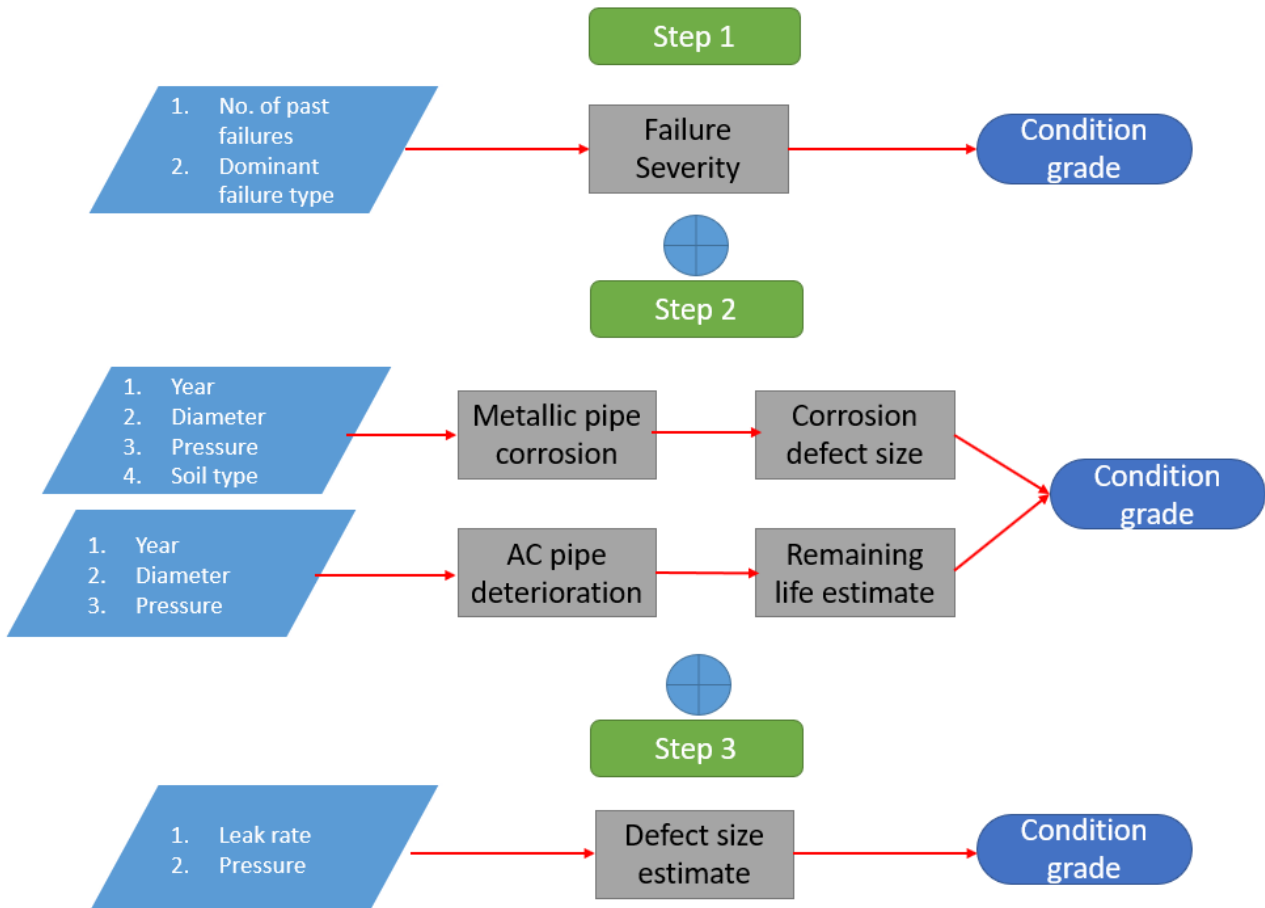 Step 1
1. No. of past
failures
2. Dominant
failure type
Failure
Severity
Condition
grade
Step 2
1. Year
2. Diameter
3. Pressure
4. Soil type
Metallic pipe
corrosion
Corrosion
defect size
Condition
grade
1. Year
2. Diameter
3. Pressure
AC pipe
deterioration
Remaining
life estimate
Step 3
1. Leak rate
2. Pressure
Defect size
estimate
Condition
grade